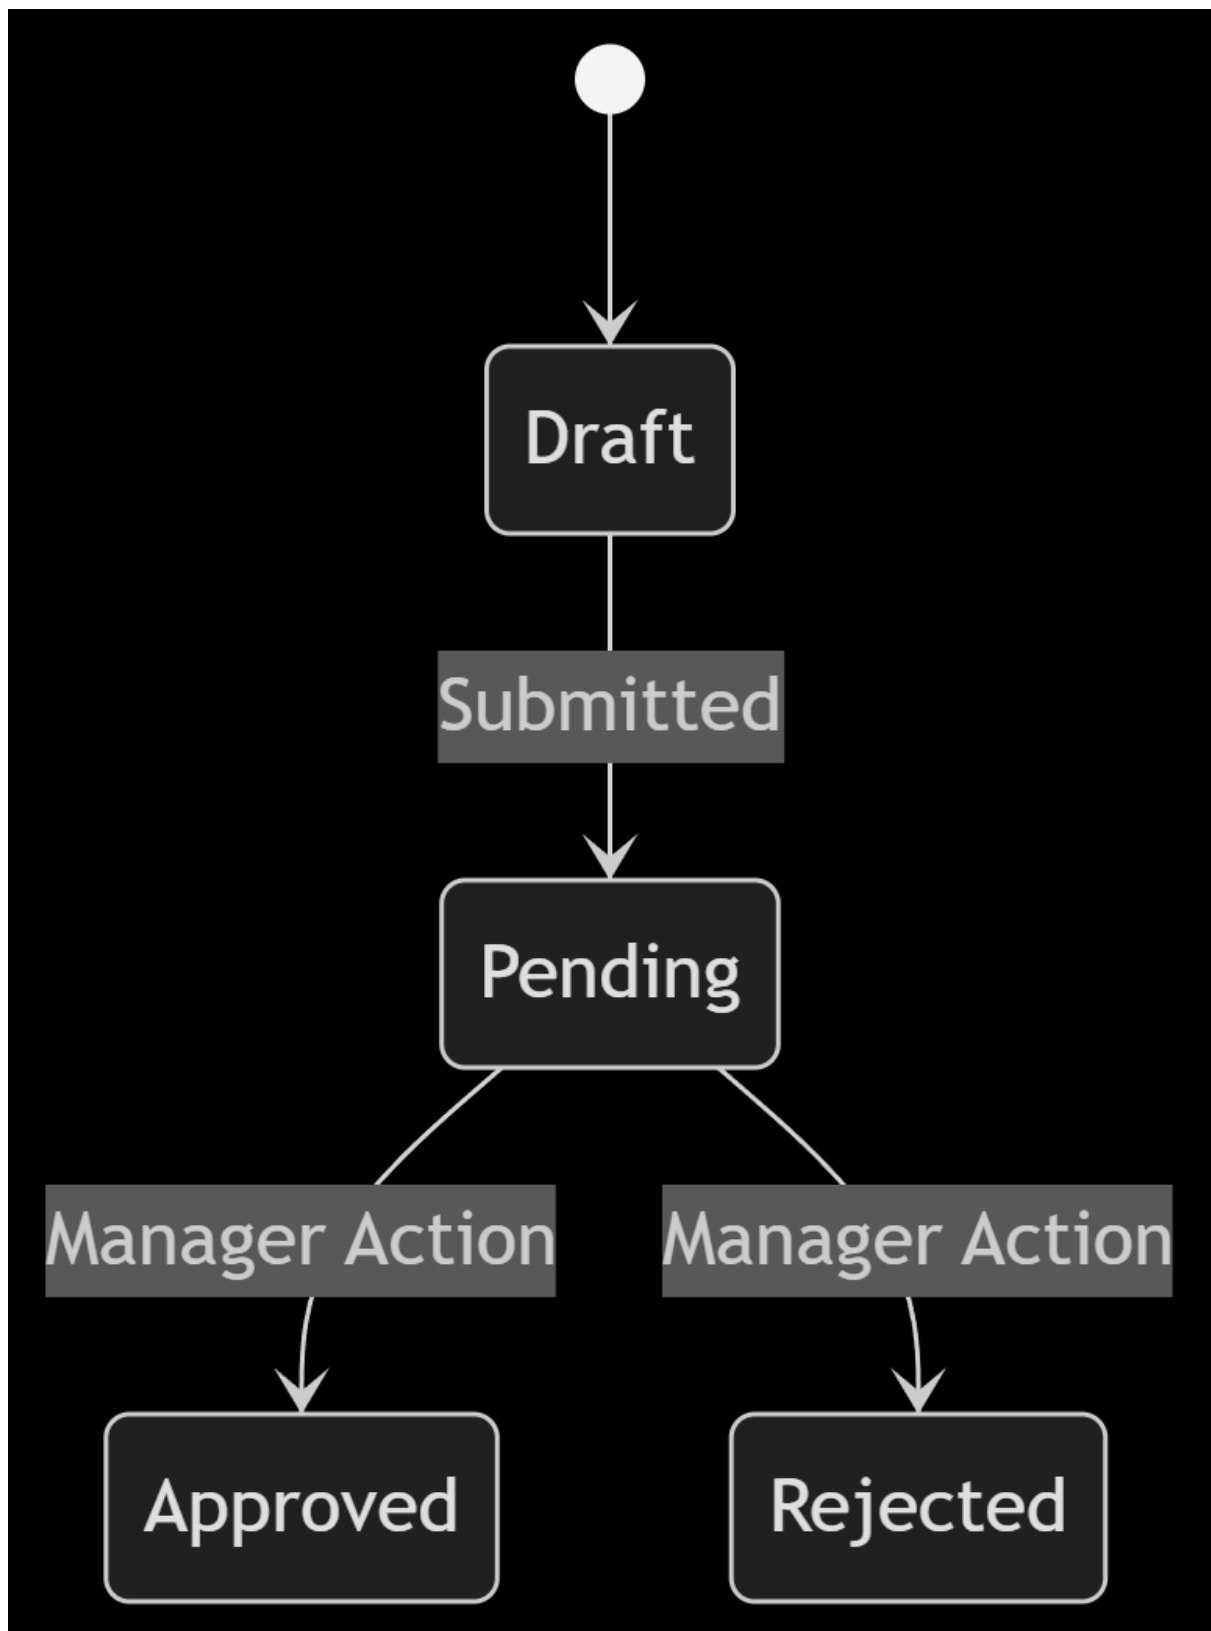 Draft
Submitted
Pending
Manager Action
Manager Action
Approved
Rejected